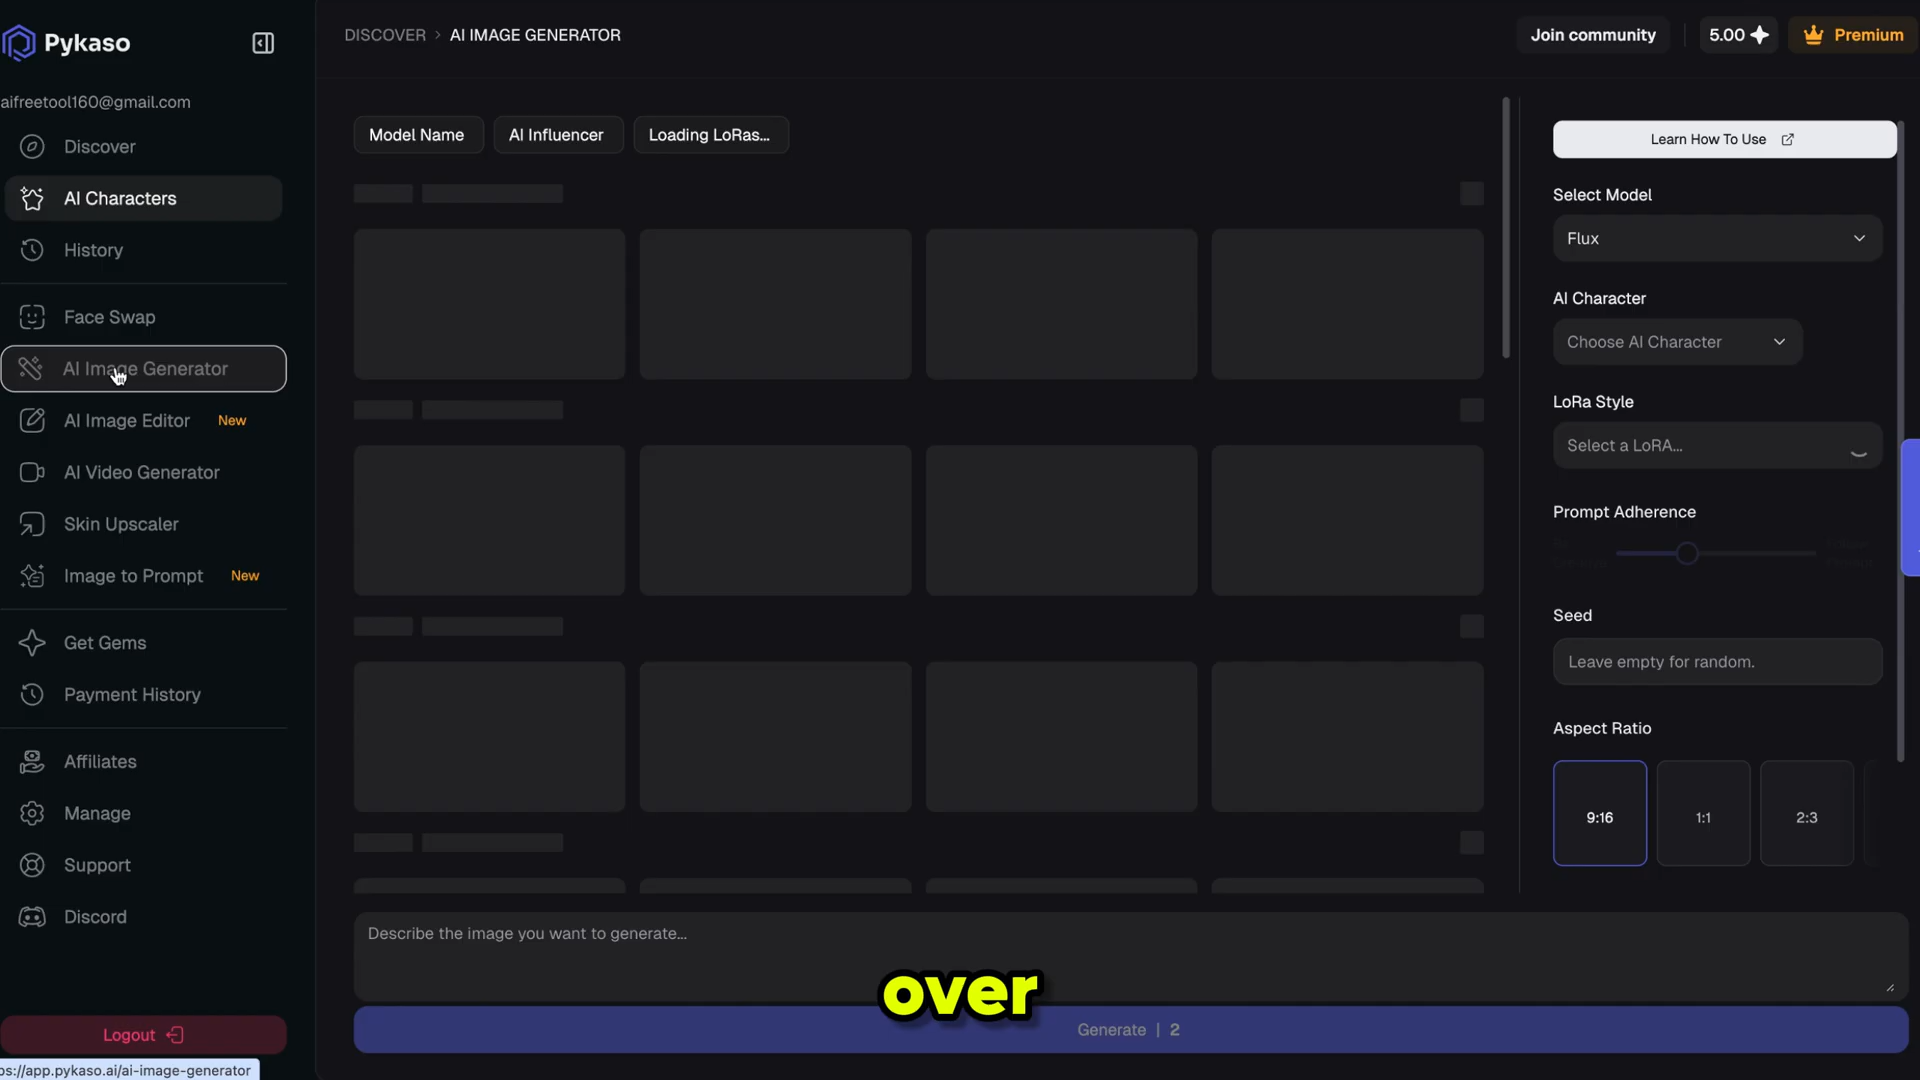 Pykaso
DISCOVER > AI IMAGE GENERATOR
Join community
5.00
Premium
aifreetool160@gmail.com
Discover
AI Characters
History
Face Swap
AI Image Generator
AI Image Editor New
AI Video Generator
Skin Upscaler
Image to Prompt New
Get Gems
Payment History
Affiliates
Manage
Support
Discord
Logout
ps://app.pykaso.ai/ai-image-generator
Model Name
AI Influencer
Loading LoRas...
Learn How To Use
Select Model
Flux
AI Character
Choose AI Character
LoRa Style
Select a LoRA...
Prompt Adherence
Seed
Leave empty for random.
Aspect Ratio
9:16
1:1
2:3
Describe the image you want to generate...
over
Generate | 2